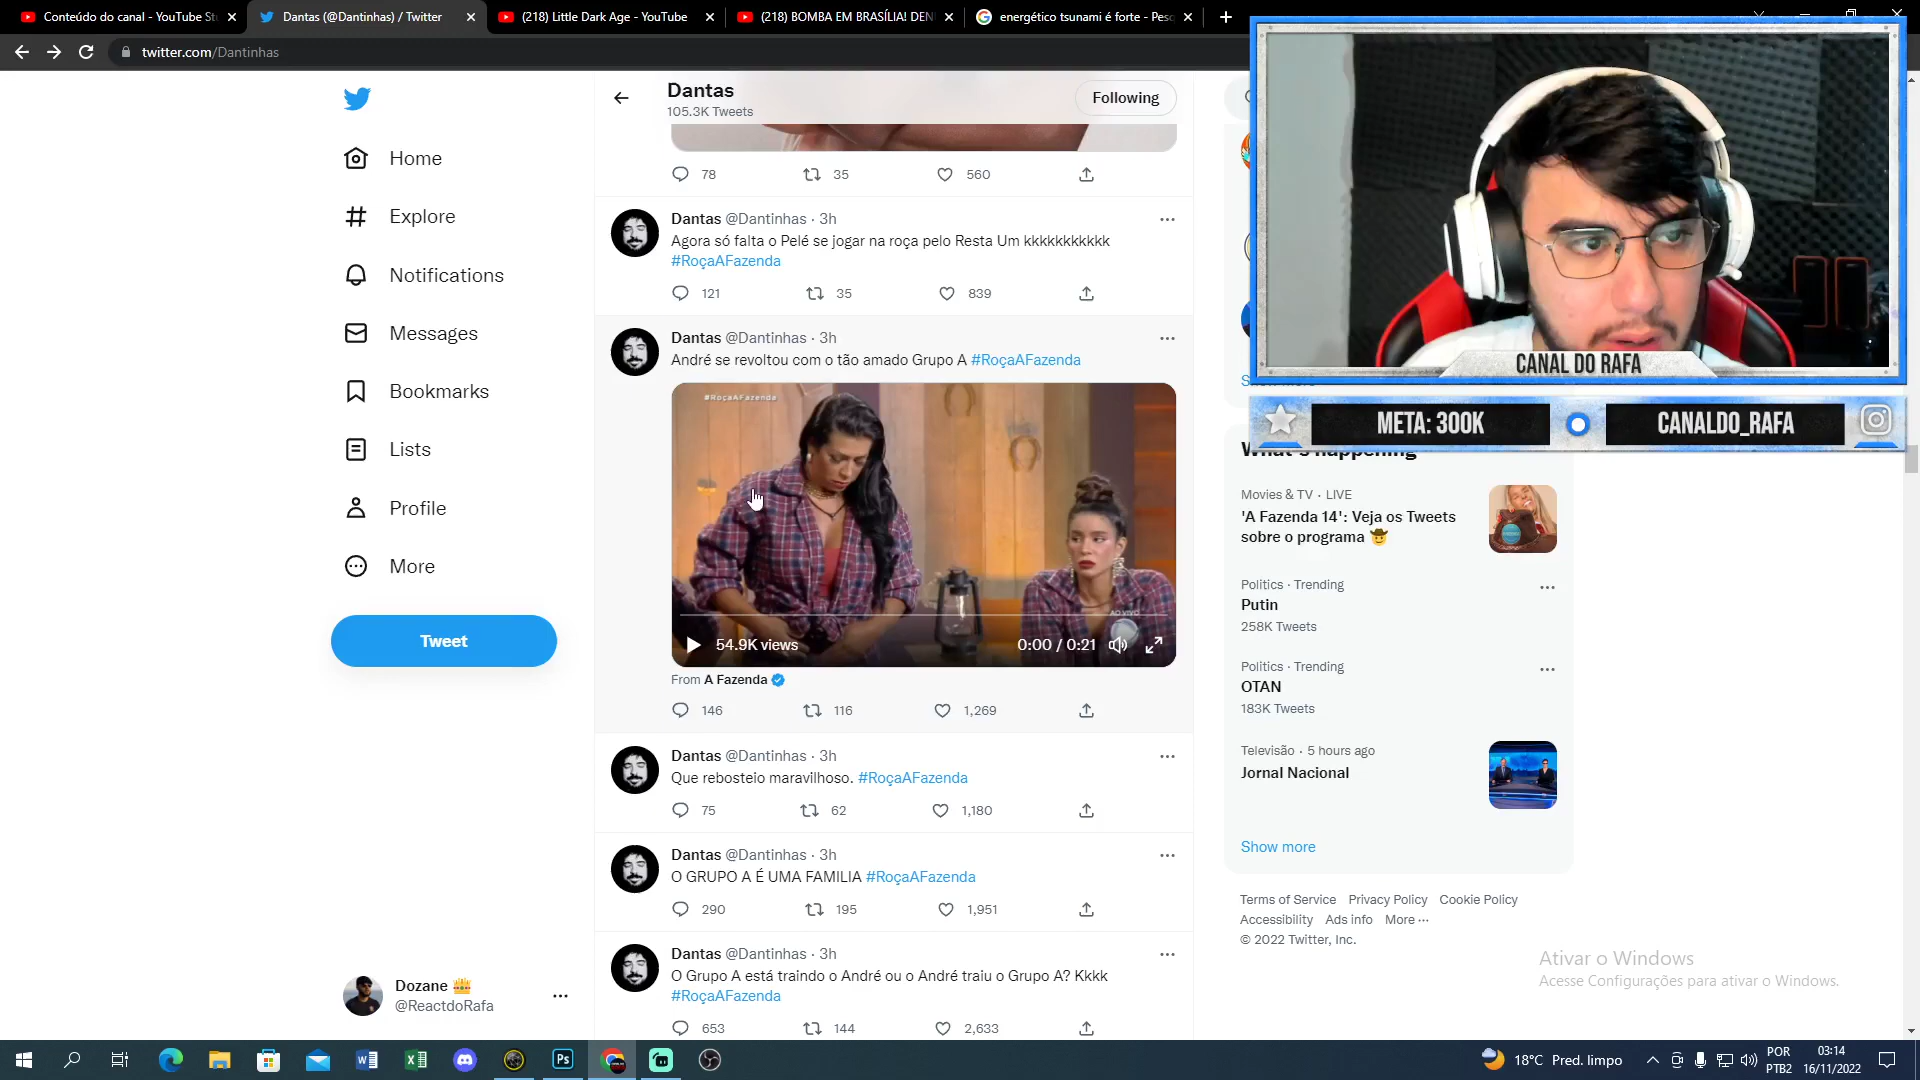 Conteúdo do canal - YouTube St
Dantas (@Dantinhas) / Twitter
(218) Little Dark Age - YouTube
(218) BOMBA EM BRASÍLIA! DEN
energético tsunami é forte - Pesq
twitter.com/Dantinhas
Home
Explore
Notifications
Messages
Bookmarks
Lists
Profile
More
Tweet
Dozane
@ReactdoRafa
Dantas
105.3K Tweets
Following
78 35 560
Dantas @Dantinhas · 3h
Agora só falta o Pelé se jogar na roça pelo Resta Um kkkkkkkkkkk
#RoçaAFazenda
121 35 839
Dantas @Dantinhas · 3h
André se revoltou com o tão amado Grupo A #RoçaAFazenda
#RoçaAFazenda
AO VIVO
54.9K views
0:00 / 0:21
From A Fazenda
146 116 1,269
Dantas @Dantinhas · 3h
Que rebosteio maravilhoso. #RoçaAFazenda
75 62 1,180
Dantas @Dantinhas · 3h
O GRUPO A É UMA FAMILIA #RoçaAFazenda
290 195 1,951
Dantas @Dantinhas · 3h
O Grupo A está traindo o André ou o André traiu o Grupo A? Kkkk
#RoçaAFazenda
653 144 2,633
CANAL DO RAFA
META: 300K
CANALDO_RAFA
What's happening
Movies & TV · LIVE
'A Fazenda 14': Veja os Tweets
sobre o programa
Politics · Trending
Putin
258K Tweets
Politics · Trending
OTAN
183K Tweets
Televisão · 5 hours ago
Jornal Nacional
Show more
Terms of Service Privacy Policy Cookie Policy
Accessibility Ads info More ···
© 2022 Twitter, Inc.
Ativar o Windows
Acesse Configurações para ativar o Windows.
18°C Pred. limpo
POR
PTB2
03:14
16/11/2022